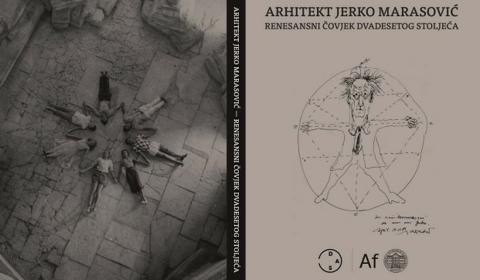 ARHITEKT JERKO MARASOVIĆ — RENESANSNI ČOVJEK DVADESETOG STOLJEĆA
ARHITEKT JERKO MARASOVIĆ
RENESANSNI ČOVJEK DVADESETOG STOLJEĆA
D A S
Af